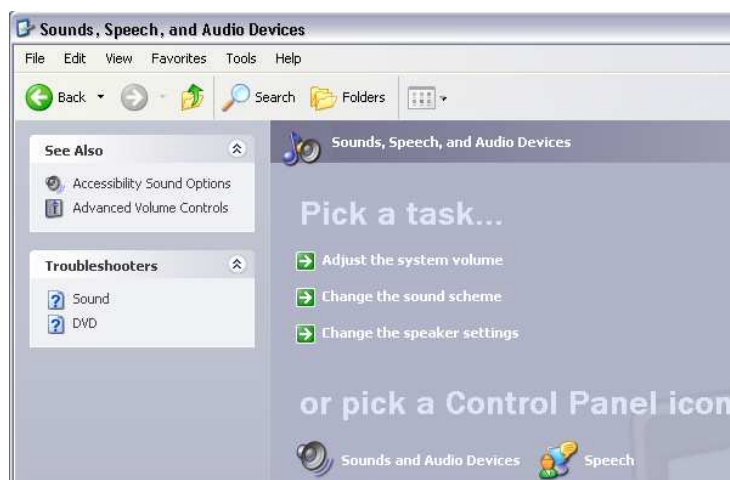 Sounds, Speech, and Audio Devices
File Edit View Favorites Tools Help
Back Search Folders
See Also
Accessibility Sound Options
Advanced Volume Controls
Troubleshooters
Sound
DVD
Sounds, Speech, and Audio Devices
Pick a task...
Adjust the system volume
Change the sound scheme
Change the speaker settings
or pick a Control Panel icon
Sounds and Audio Devices Speech